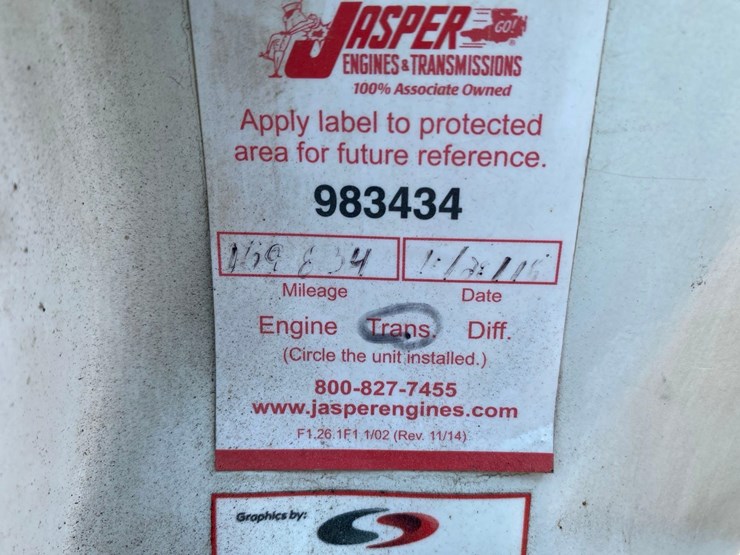 JASPER GO!
ENGINES & TRANSMISSIONS
100% Associate Owned
Apply label to protected
area for future reference.
983434
Mileage Date
Engine Trans. Diff.
(Circle the unit installed.)
800-827-7455
www.jasperengines.com
F1.26.1F1 1/02 (Rev. 11/14)
Graphics by: